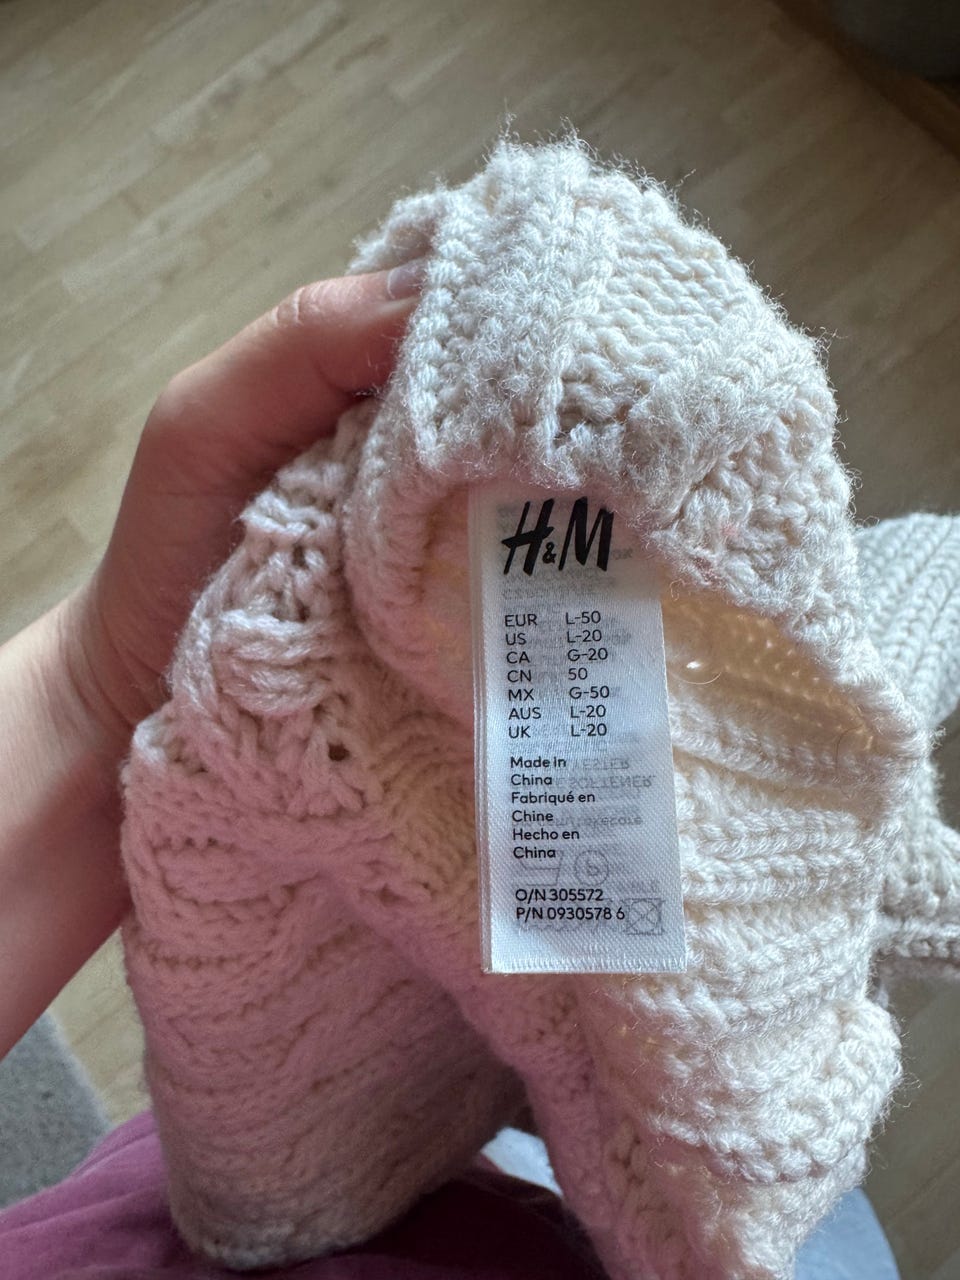 H&M
EUR L-50
US L-20
CA G-20
CN 50
MX G-50
AUS L-20
UK L-20
Made in
China
Fabriqué en
Chine
Hecho en
China
O/N 305572
P/N 0930578 6